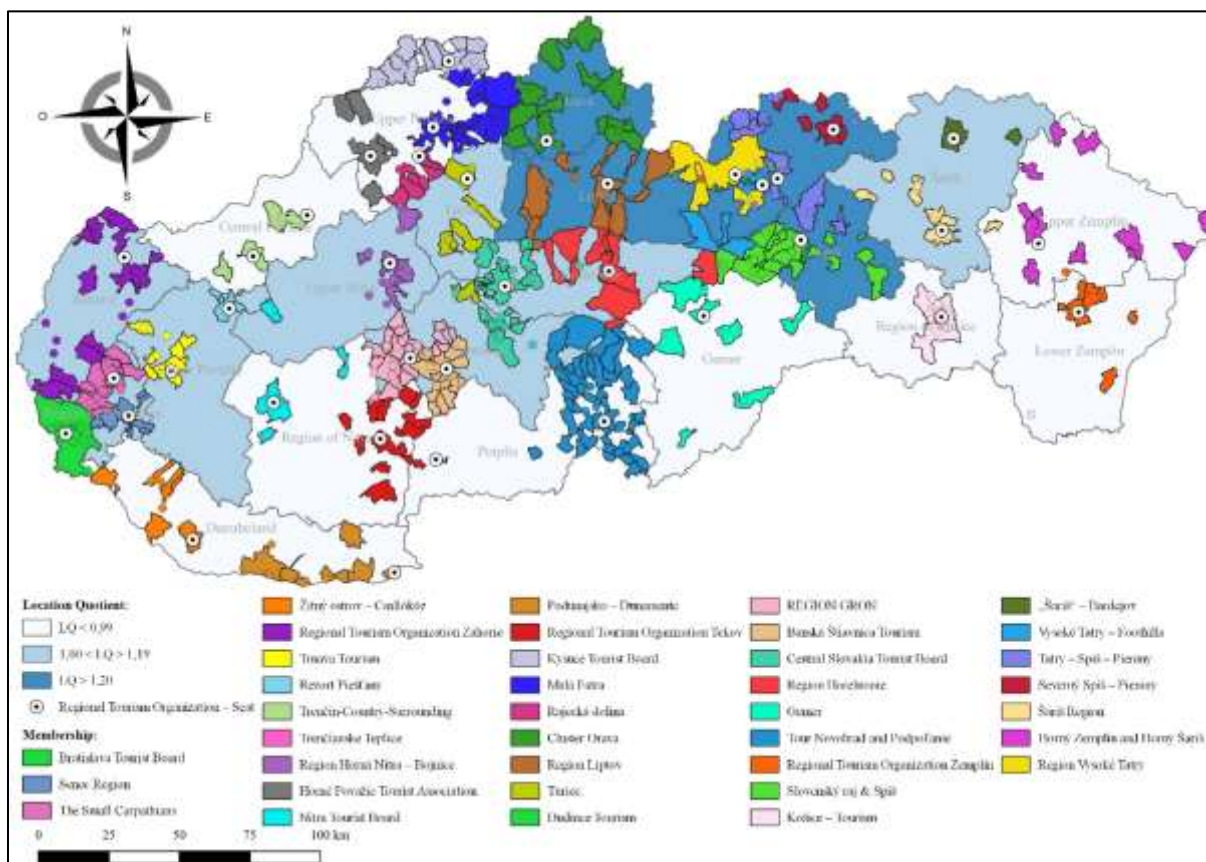 N
O
E
S
Upper Zemplín
Lower Zemplín
Region of
Gemer
Danubeland
Location Quotient:
LQ < 0,99
1,00 < LQ > 1,19
LQ > 1,20
Regional Tourism Organization – Seat
Membership:
Bratislava Tourist Board
Senec Region
The Small Carpathians
Žitný ostrov –
Regional Tourism Organization Záhorie
Trnava Tourism
Rezort Piešťany
Trenčín-Country-Surrounding
Trenčianske Teplice
Region Horná Nitra – Bojnice
Horné Považie Tourist Association
Nitra Tourist Board
Podunajsko –
Regional Tourism Organization Tekov
Kysuce Tourist Board
Malá Fatra
Rajecká dolina
Cluster Orava
Region Liptov
Turiec
Dudince Tourism
REGION GRON
Banská Štiavnica Tourism
Central Slovakia Tourist Board
Region Horehronie
Gemer
Tour Novohrad and Podpoľanie
Regional Tourism Organization Zemplín
Slovenský raj & Spiš
Košice – Tourism
„Šariš“ – Bardejov
Vysoké Tatry – Foothills
Tatry – Spiš – Pieniny
Severný Spiš – Pieniny
Šariš Region
Horný Zemplín and Horný Šariš
Region Vysoké Tatry
0 25 50 75 100 km